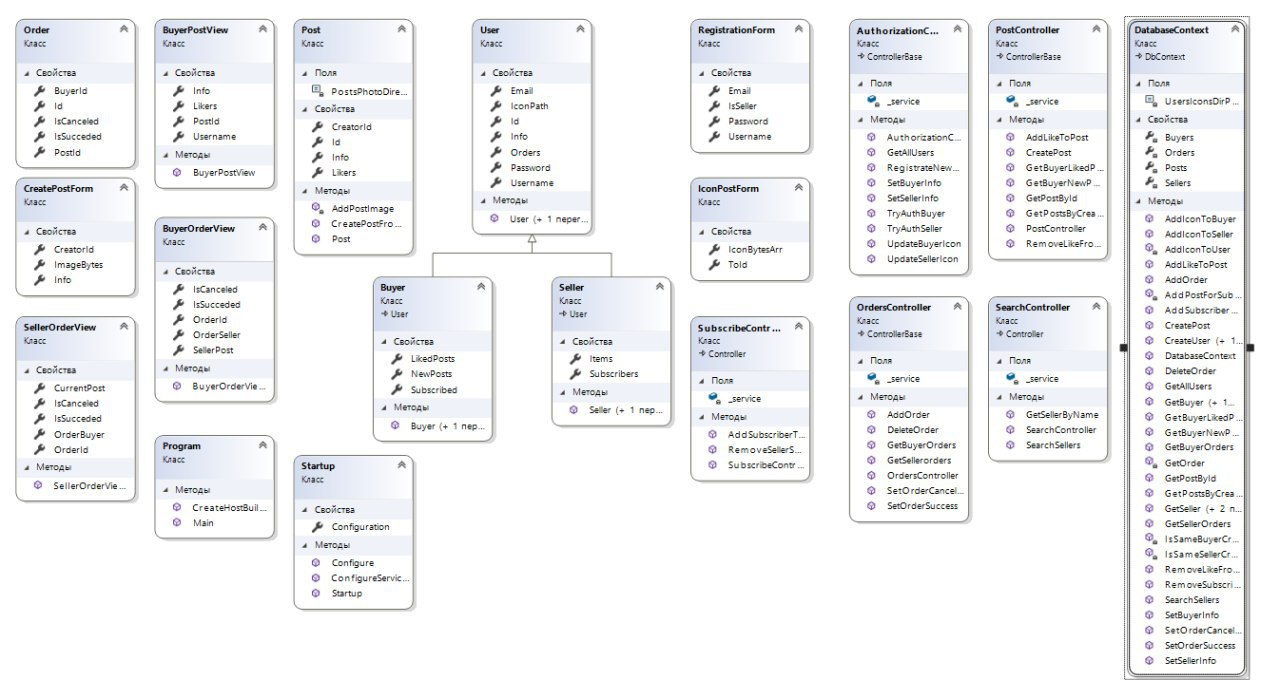 Order
Класс
Свойства
BuyerId
Id
IsCanceled
IsSucceded
PostId
CreatePostForm
Класс
Свойства
CreatorId
ImageBytes
Info
SellerOrderView
Класс
Свойства
CurrentPost
IsCanceled
IsSucceded
OrderBuyer
OrderId
Методы
SellerOrderVie...
BuyerPostView
Класс
Свойства
Info
Likers
PostId
Username
Методы
BuyerPostView
BuyerOrderView
Класс
Свойства
IsCanceled
IsSucceded
OrderId
OrderSeller
SellerPost
Методы
BuyerOrderVie...
Program
Класс
Методы
CreateHostBuil...
Main
Post
Класс
Поля
PostsPhotoDire...
Свойства
CreatorId
Id
Info
Likers
Методы
AddPostImage
CreatePostFro...
Post
User
Класс
Свойства
Email
IconPath
Id
Info
Orders
Password
Username
Методы
User (+ 1 перег...
Buyer
Класс
User
Свойства
LikedPosts
NewPosts
Subscribed
Методы
Buyer (+ 1 пер...
Seller
Класс
User
Свойства
Items
Subscribers
Методы
Seller (+ 1 пер...
Startup
Класс
Свойства
Configuration
Методы
Configure
ConfigureServic...
Startup
RegistrationForm
Класс
Свойства
Email
IsSeller
Password
Username
IconPostForm
Класс
Свойства
IconBytesArr
ToId
SubscribeContr...
Класс
Controller
Поля
_service
Методы
AddSubscriberT...
RemoveSellerS...
SubscribeContr...
AuthorizationC...
Класс
ControllerBase
Поля
_service
Методы
AuthorizationC...
GetAllUsers
RegistrateNew...
SetBuyerInfo
SetSellerInfo
TryAuthBuyer
TryAuthSeller
UpdateBuyerIcon
UpdateSellerIcon
OrdersController
Класс
ControllerBase
Поля
_service
Методы
AddOrder
DeleteOrder
GetBuyerOrders
GetSellerorders
OrdersController
SetOrderCancel...
SetOrderSuccess
PostController
Класс
ControllerBase
Поля
_service
Методы
AddLikeToPost
CreatePost
GetBuyerLikedP...
GetBuyerNewP...
GetPostById
GetPostsByCrea...
PostController
RemoveLikeFro...
SearchController
Класс
Controller
Поля
_service
Методы
GetSellerByName
SearchController
SearchSellers
DatabaseContext
Класс
DbContext
Поля
UsersIconsDirP...
Свойства
Buyers
Orders
Posts
Sellers
Методы
AddIconToBuyer
AddIconToSeller
AddIconToUser
AddLikeToPost
AddOrder
AddPostForSub...
AddSubscriber...
CreatePost
CreateUser (+ 1...
DatabaseContext
DeleteOrder
GetAllUsers
GetBuyer (+ 1...
GetBuyerLikedP...
GetBuyerNewP...
GetBuyerOrders
GetOrder
GetPostById
GetPostsByCrea...
GetSeller (+ 2 п...
GetSellerOrders
IsSameBuyerCr...
IsSameSellerCr...
RemoveLikeFro...
RemoveSubscri...
SearchSellers
SetBuyerInfo
SetOrderCancel...
SetOrderSuccess
SetSellerInfo